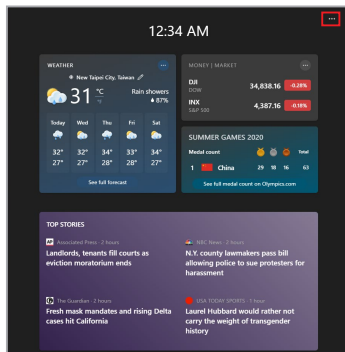 12:34 AM
WEATHER
New Taipei City, Taiwan
31 °C
Rain showers
87%
Today Wed Thu Fri Sat
32° 32° 34° 33° 34°
27° 27° 28° 28° 27°
See full forecast
MONEY | MARKET
DJI
DOW
34,838.16 -0.28%
INX
S&P 500
4,387.16 -0.18%
SUMMER GAMES 2020
Medal count Total
1 China 29 18 16 63
See full medal count on Olympics.com
TOP STORIES
AP Associated Press · 2 hours
Landlords, tenants fill courts as
eviction moratorium ends
NBC News · 2 hours
N.Y. county lawmakers pass bill
allowing police to sue protesters for
harassment
The Guardian · 2 hours
Fresh mask mandates and rising Delta
cases hit California
USA TODAY SPORTS · 1 hour
Laurel Hubbard would rather not
carry the weight of transgender
history